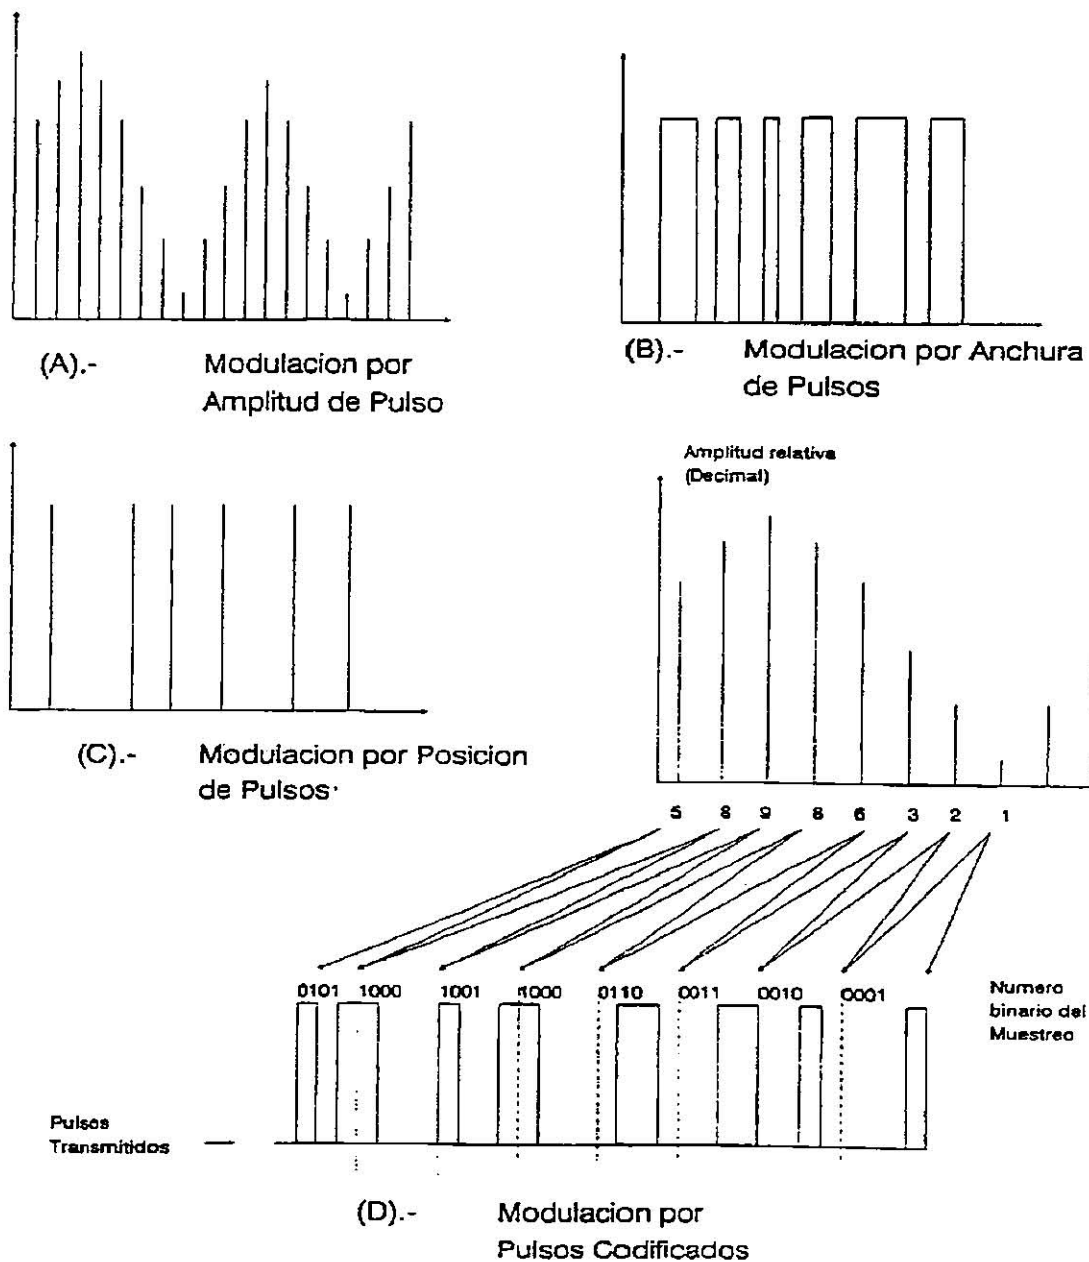 (A).- Modulacion por
Amplitud de Pulso
(B).- Modulacion por Anchura
de Pulsos
(C).- Modulacion por Posicion
de Pulsos
Amplitud relativa
(Decimal)
5 8 9 8 6 3 2 1
0101 1000 1001 1000 0110 0011 0010 0001
Numero
binario del
Muestreo
Pulsos
Transmitidos
(D).- Modulacion por
Pulsos Codificados